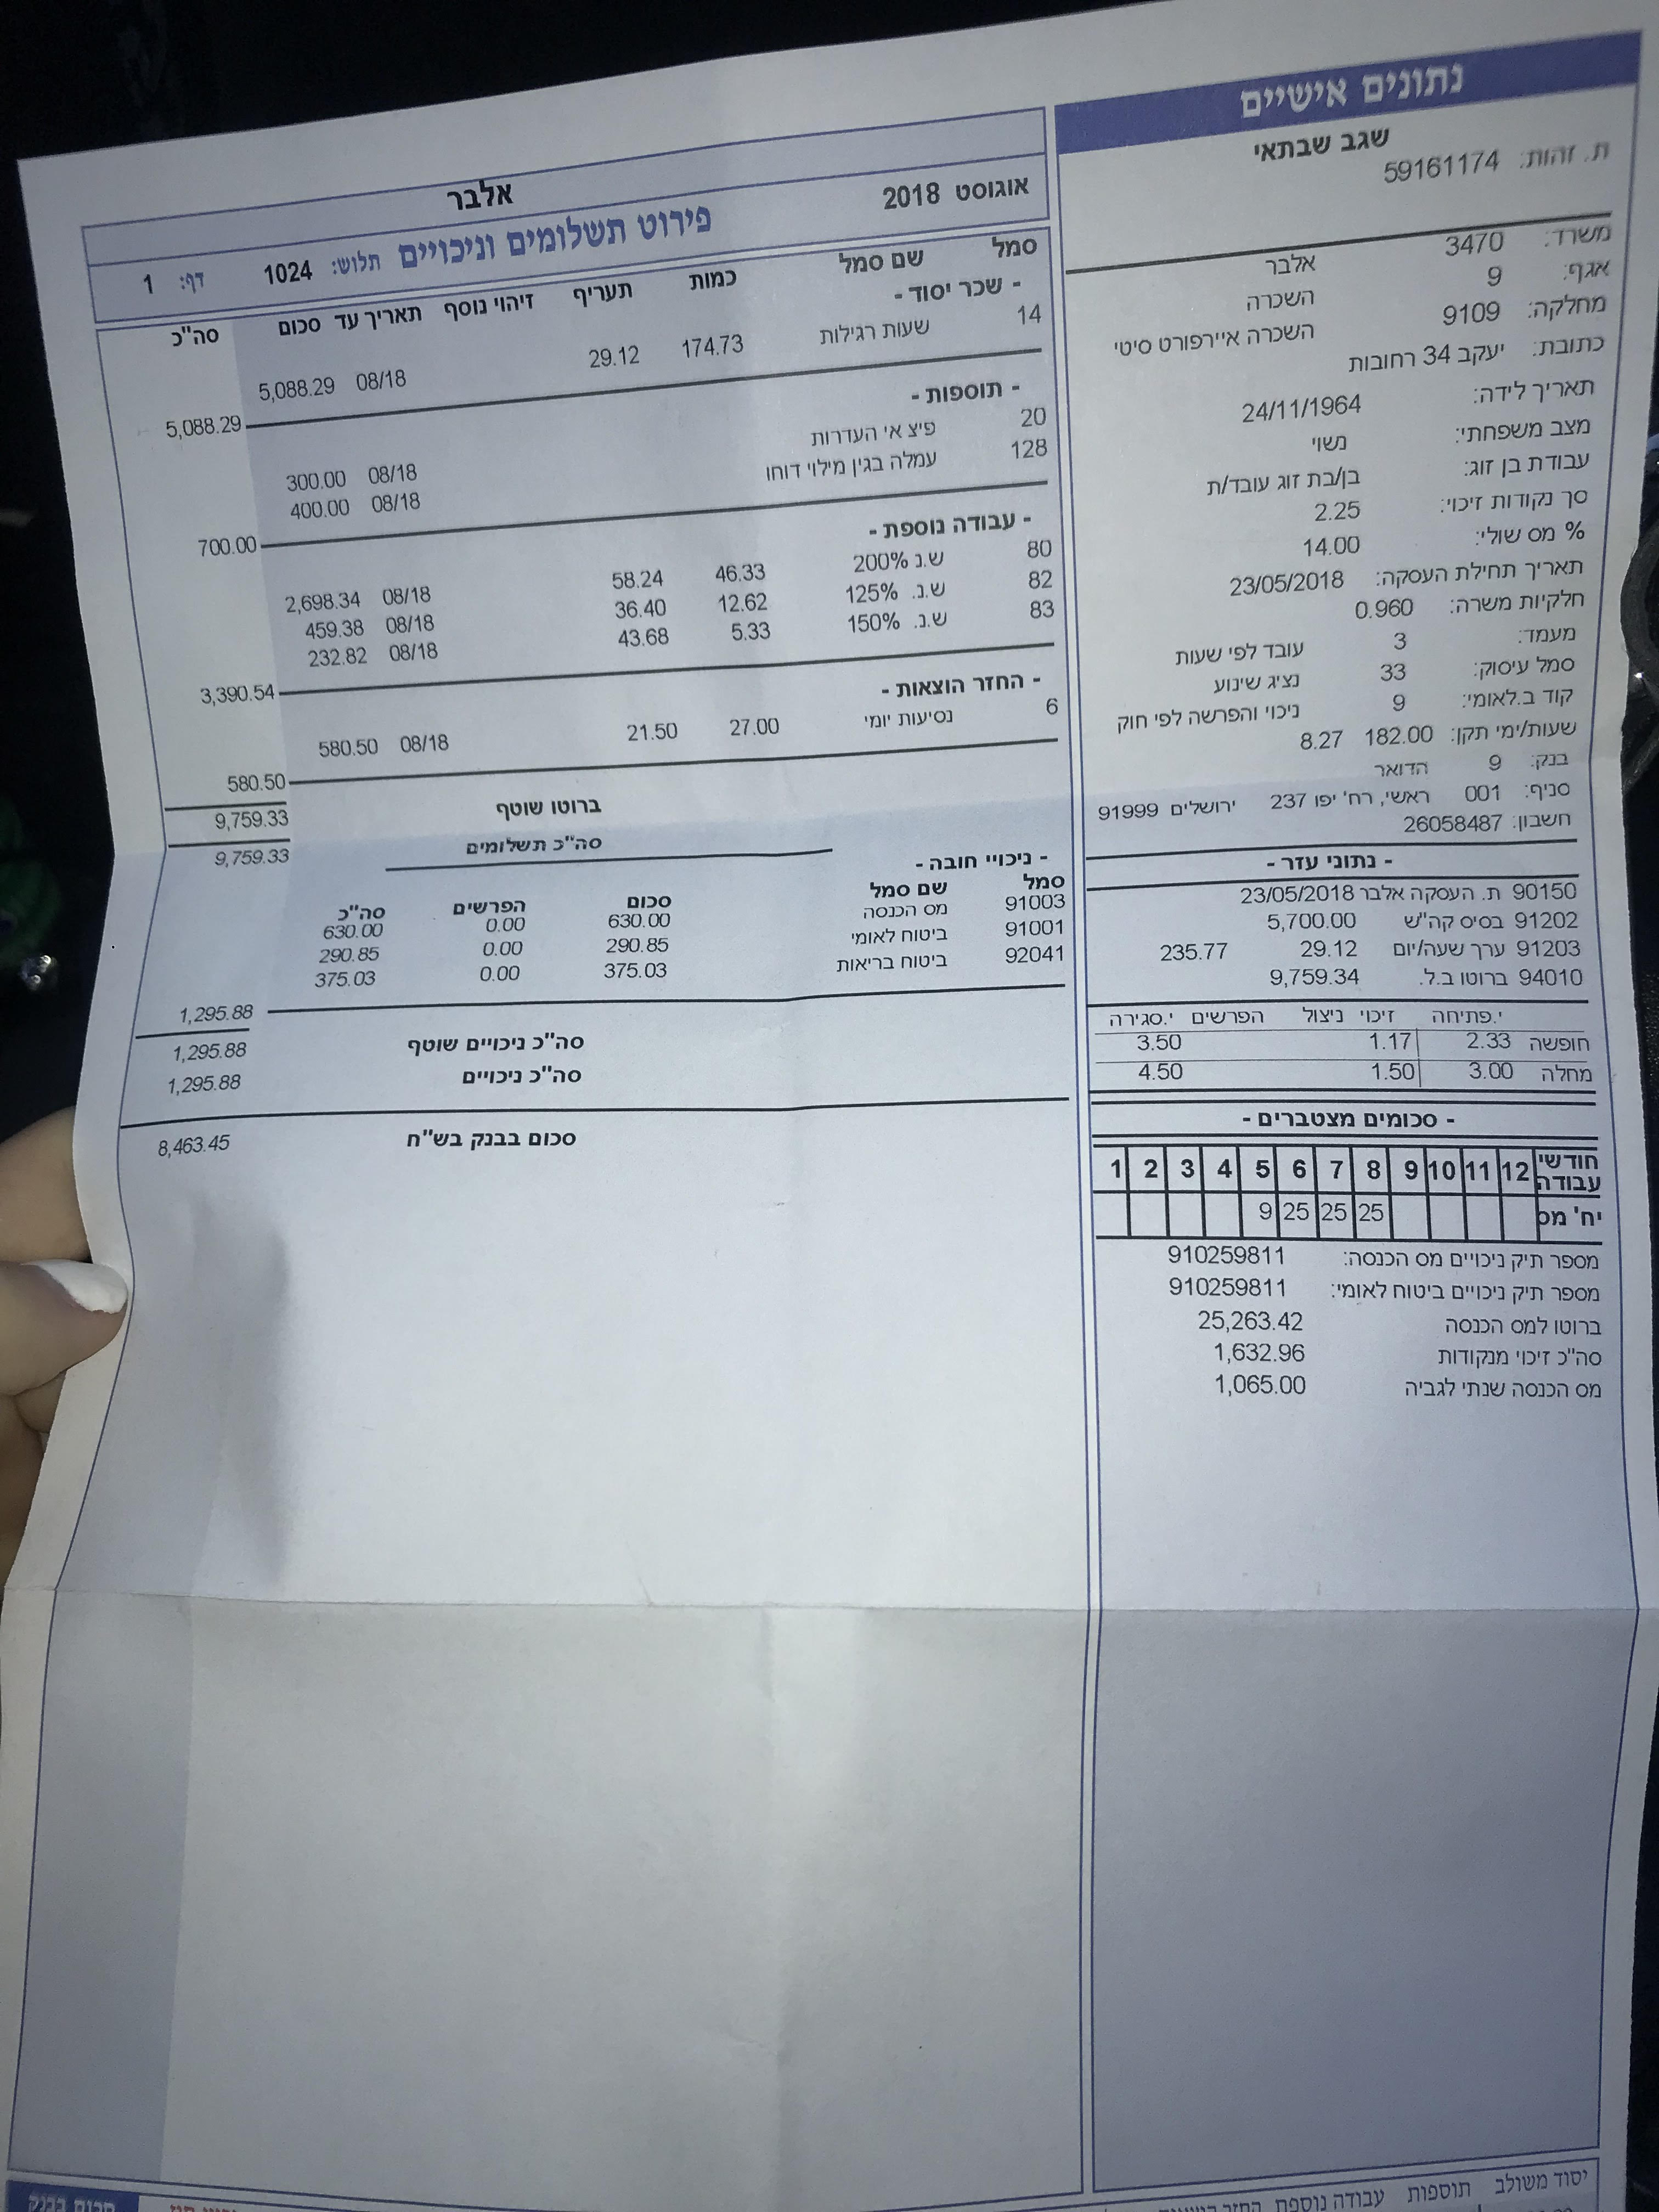 נתונים אישיים
שגב שבתאי
ת. זהות: 59161174
משרד: 3470 אלבר
אגף: 9 השכרה
מחלקה: 9109 השכרה איירפורט סיטי
כתובת: יעקב 34 רחובות
תאריך לידה: 24/11/1964
מצב משפחתי: נשוי
עבודת בן זוג: בן/בת זוג עובד/ת
סך נקודות זיכוי: 2.25
% מס שולי: 14.00
תאריך תחילת העסקה: 23/05/2018
חלקיות משרה: 0.960
מעמד: 3 עובד לפי שעות
סמל עיסוק: 33 נציג שינוע
קוד ב.לאומי: 9 ניכוי והפרשה לפי חוק
שעות/ימי תקן: 182.00 8.27
בנק: 9 הדואר
סניף: 001 ראשי, רח' יפו 237 ירושלים 91999
חשבון: 26058487
- נתוני עזר -
90150 ת. העסקה אלבר 23/05/2018
91202 בסיס קה"ש 5,700.00
91203 ערך שעה/יום 29.12 235.77
94010 ברוטו ב.ל. 9,759.34
י.פתיחה זיכוי ניצול הפרשים י.סגירה
חופשה 2.33 1.17 3.50
מחלה 3.00 1.50 4.50
- סכומים מצטברים -
חודשי עבודה 12 11 10 9 8 7 6 5 4 3 2 1
יח' מס 25 25 25 9
מספר תיק ניכויים מס הכנסה: 910259811
מספר תיק ניכויים ביטוח לאומי: 910259811
ברוטו למס הכנסה 25,263.42
סה"כ זיכוי מנקודות 1,632.96
מס הכנסה שנתי לגביה 1,065.00
אלבר
אוגוסט 2018 פירוט תשלומים וניכויים תלוש: 1024 דף: 1
סמל שם סמל כמות תעריף זיהוי נוסף תאריך עד סכום סה"כ
- שכר יסוד -
14 שעות רגילות 174.73 29.12 08/18 5,088.29
5,088.29
- תוספות -
20 פיצ אי העדרות 08/18 300.00
128 עמלה בגין מילוי דוחו 08/18 400.00
700.00
- עבודה נוספת -
80 ש.נ 200% 46.33 58.24 08/18 2,698.34
82 ש.נ. 125% 12.62 36.40 08/18 459.38
83 ש.נ. 150% 5.33 43.68 08/18 232.82
3,390.54
- החזר הוצאות -
6 נסיעות יומי 27.00 21.50 08/18 580.50
580.50
ברוטו שוטף 9,759.33
סה"כ תשלומים 9,759.33
- ניכויי חובה -
סמל שם סמל סכום הפרשים סה"כ
91003 מס הכנסה 630.00 0.00 630.00
91001 ביטוח לאומי 290.85 0.00 290.85
92041 ביטוח בריאות 375.03 0.00 375.03
1,295.88
סה"כ ניכויים שוטף 1,295.88
סה"כ ניכויים 1,295.88
סכום בבנק בש"ח 8,463.45
יסוד משולב תוספות עבודה נוספת